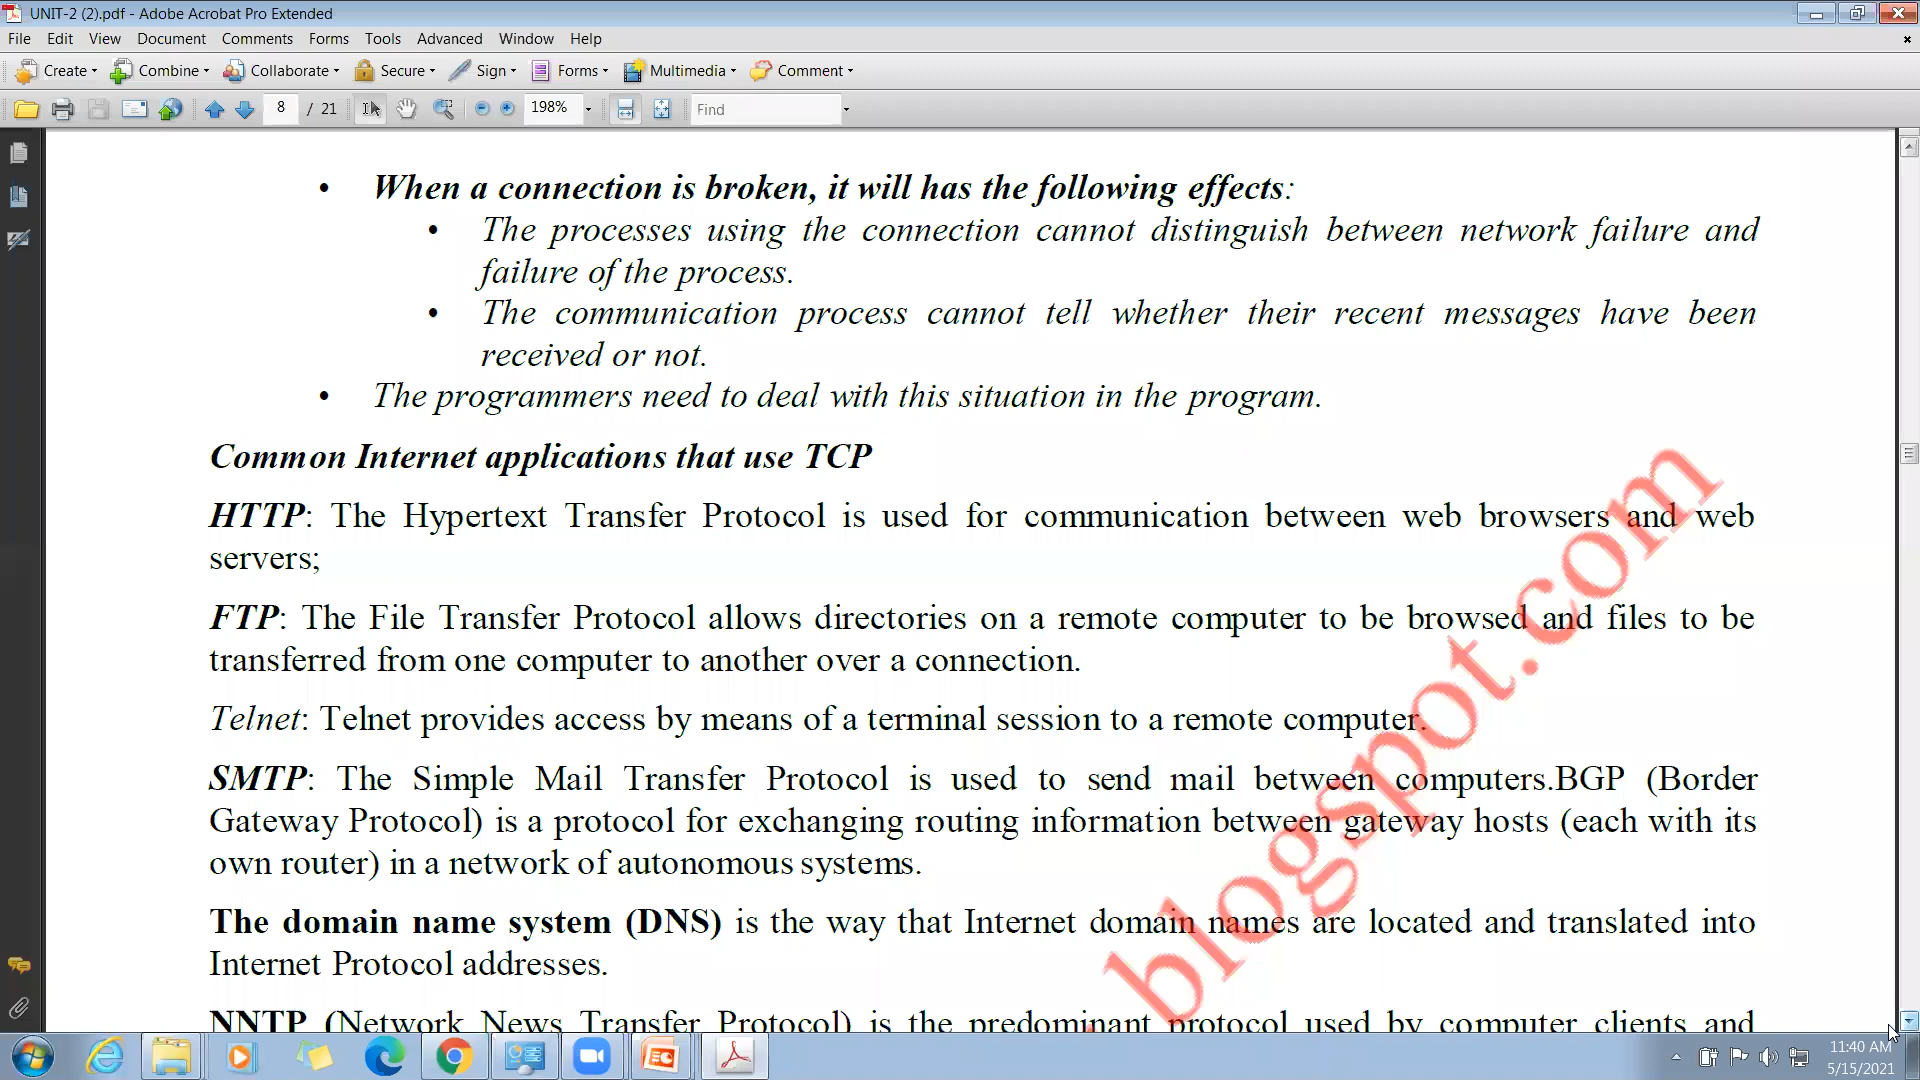 UNIT-2 (2).pdf - Adobe Acrobat Pro Extended
File Edit View Document Comments Forms Tools Advanced Window Help
Create Combine Collaborate Secure Sign Forms Multimedia Comment
8 / 21 198% Find
• When a connection is broken, it will has the following effects:
• The processes using the connection cannot distinguish between network failure and
failure of the process.
• The communication process cannot tell whether their recent messages have been
received or not.
• The programmers need to deal with this situation in the program.
Common Internet applications that use TCP
HTTP: The Hypertext Transfer Protocol is used for communication between web browsers and web
servers;
FTP: The File Transfer Protocol allows directories on a remote computer to be browsed and files to be
transferred from one computer to another over a connection.
Telnet: Telnet provides access by means of a terminal session to a remote computer.
SMTP: The Simple Mail Transfer Protocol is used to send mail between computers.BGP (Border
Gateway Protocol) is a protocol for exchanging routing information between gateway hosts (each with its
own router) in a network of autonomous systems.
The domain name system (DNS) is the way that Internet domain names are located and translated into
Internet Protocol addresses.
NNTP (Network News Transfer Protocol) is the predominant protocol used by computer clients and
blogspot.com
11:40 AM
5/15/2021